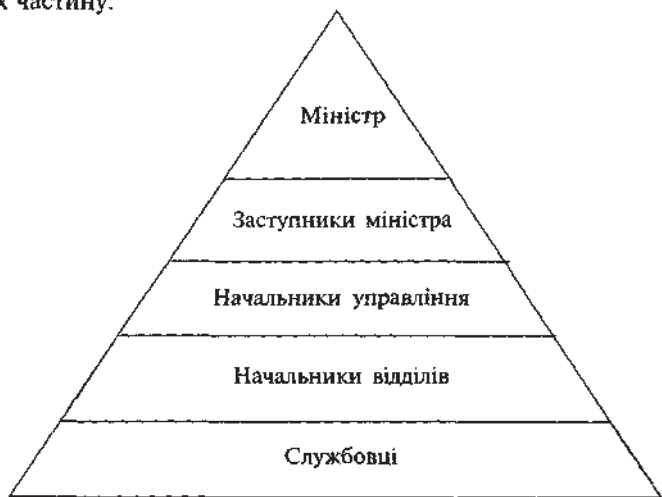 частину.
Міністр
Заступники міністра
Начальники управління
Начальники відділів
Службовці